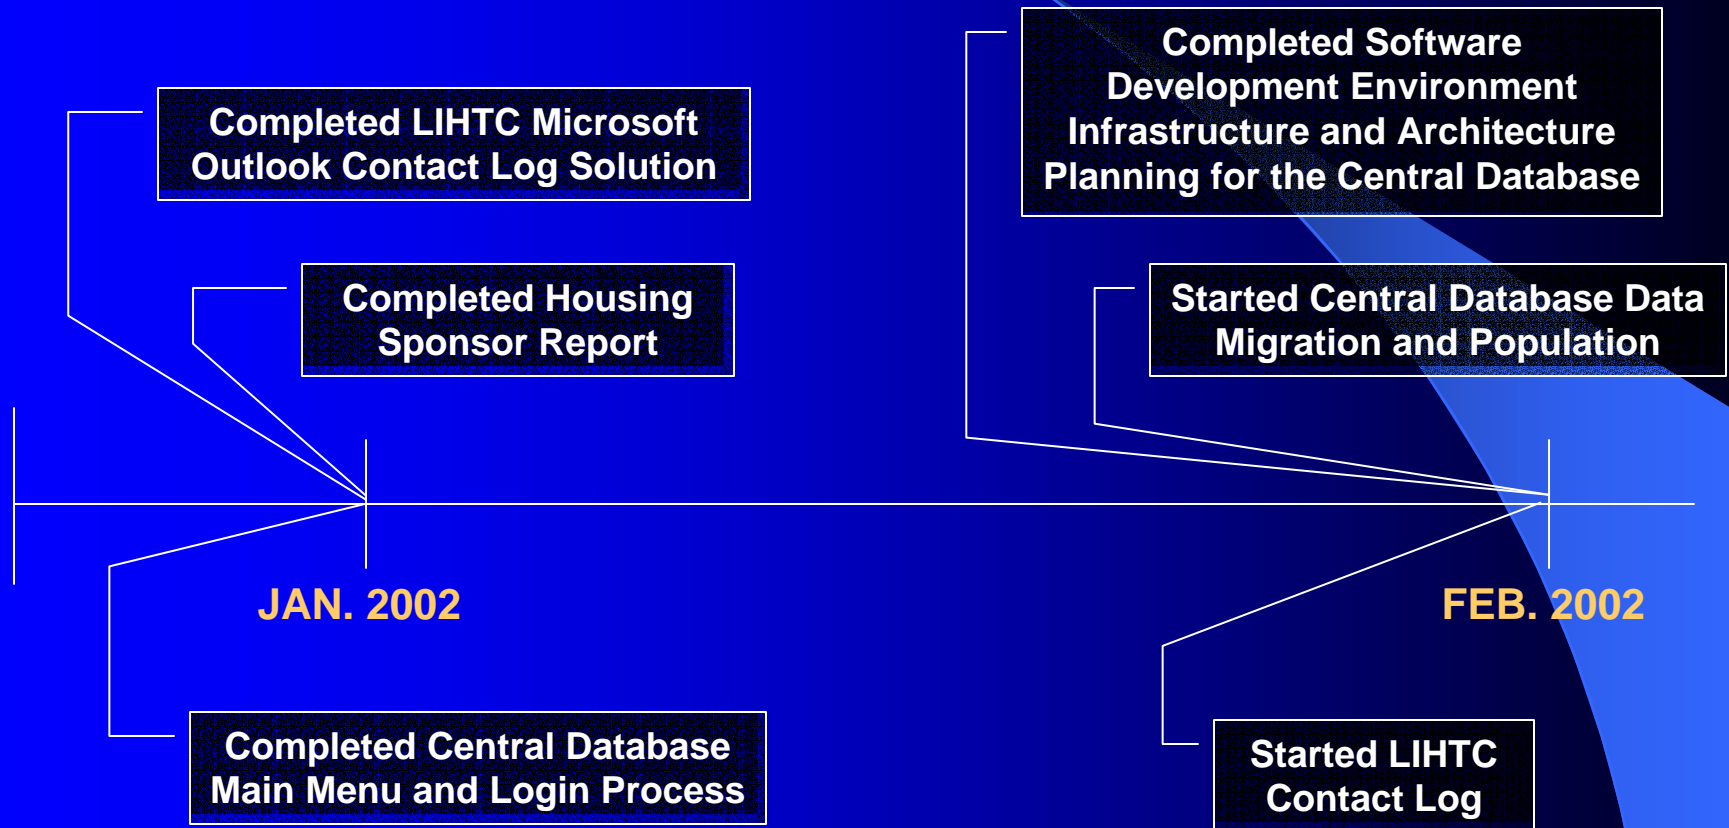 Completed LIHTC Microsoft
Outlook Contact Log Solution
Completed Housing
Sponsor Report
Completed Software
Development Environment
Infrastructure and Architecture
Planning for the Central Database
Started Central Database Data
Migration and Population
JAN. 2002
FEB. 2002
Completed Central Database
Main Menu and Login Process
Started LIHTC
Contact Log